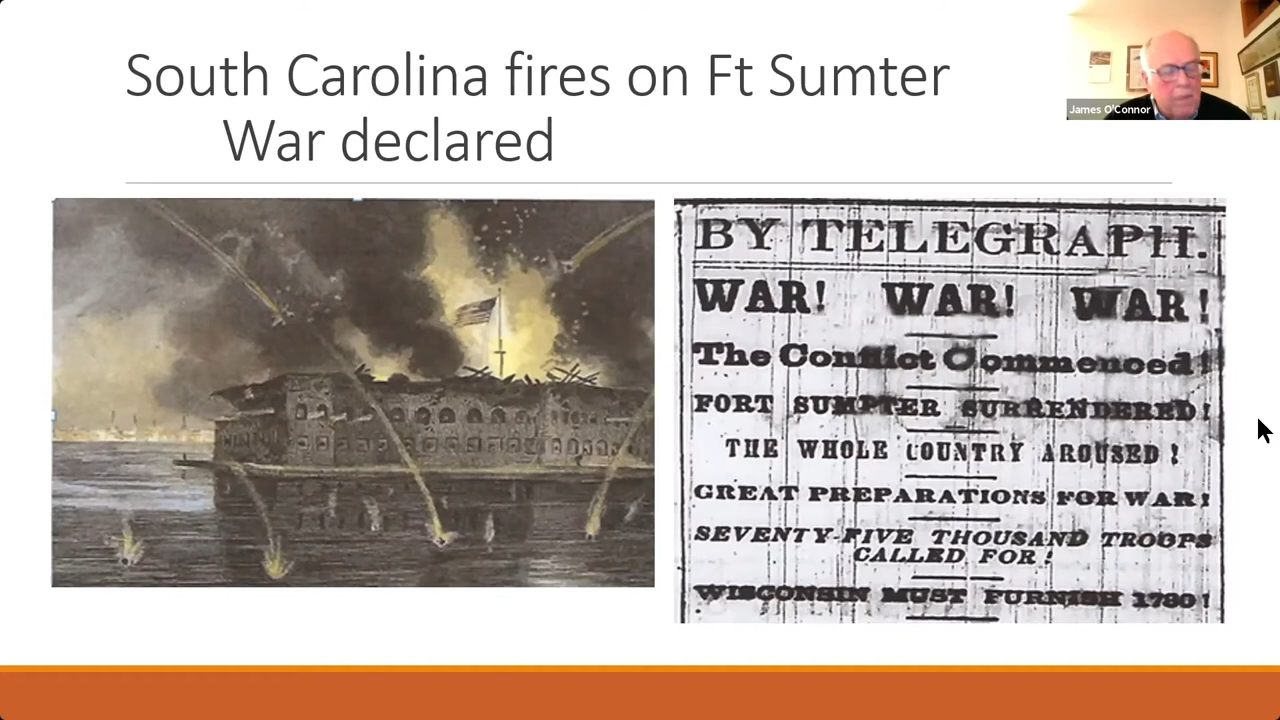 South Carolina fires on Ft Sumter
War declared
James O'Connor
BY TELEGRAPH.
WAR! WAR! WAR!
The Conflict Commenced!
FORT SUMPTER SURRENDERED!
THE WHOLE COUNTRY AROUSED!
GREAT PREPARATIONS FOR WAR!
SEVENTY-FIVE THOUSAND TROOPS
CALLED FOR!
WISCONSIN MUST FURNISH 1780!